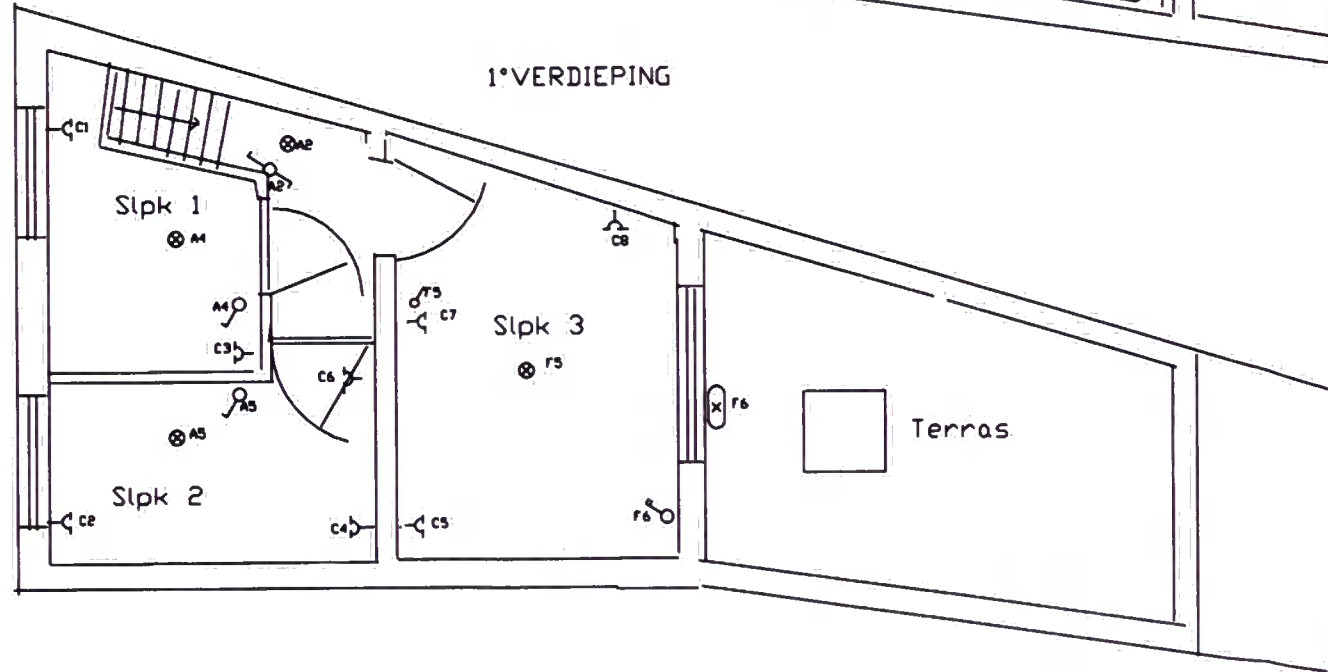 1°VERDIEPING
C1
A2
A2
Slpk 1
A4
C8
A4
F5
C7
Slpk 3
C3
F5
C6
A5
F6
Terras
A5
Slpk 2
F6
C2
C4
C5